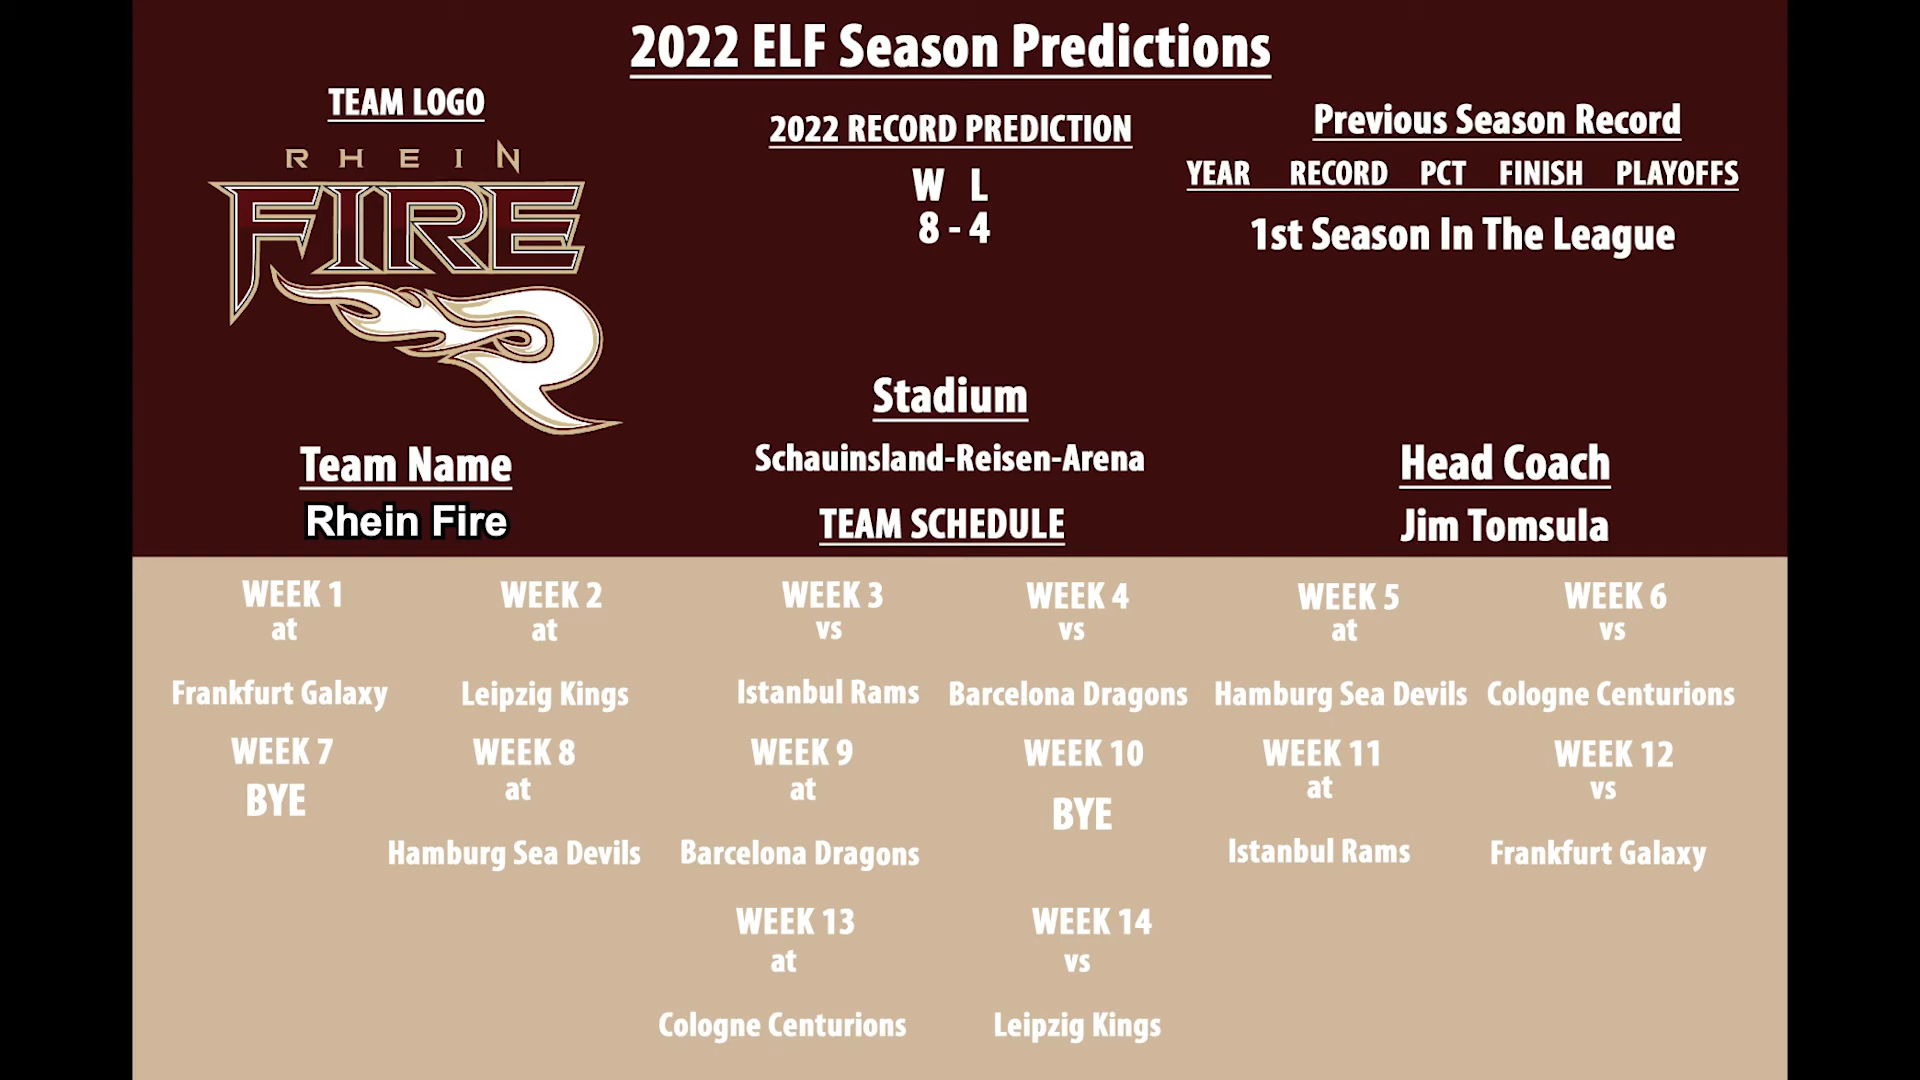 2022 ELF Season Predictions
TEAM LOGO
RHEIN
FIRE
Team Name
Rhein Fire
2022 RECORD PREDICTION
W L
8 - 4
Previous Season Record
YEAR RECORD PCT FINISH PLAYOFFS
1st Season In The League
Stadium
Schauinsland-Reisen-Arena
Head Coach
Jim Tomsula
TEAM SCHEDULE
WEEK 1
at
Frankfurt Galaxy
WEEK 2
at
Leipzig Kings
WEEK 3
vs
Istanbul Rams
WEEK 4
vs
Barcelona Dragons
WEEK 5
at
Hamburg Sea Devils
WEEK 6
vs
Cologne Centurions
WEEK 7
BYE
WEEK 8
at
Hamburg Sea Devils
WEEK 9
at
Barcelona Dragons
WEEK 10
BYE
WEEK 11
at
Istanbul Rams
WEEK 12
vs
Frankfurt Galaxy
WEEK 13
at
Cologne Centurions
WEEK 14
vs
Leipzig Kings